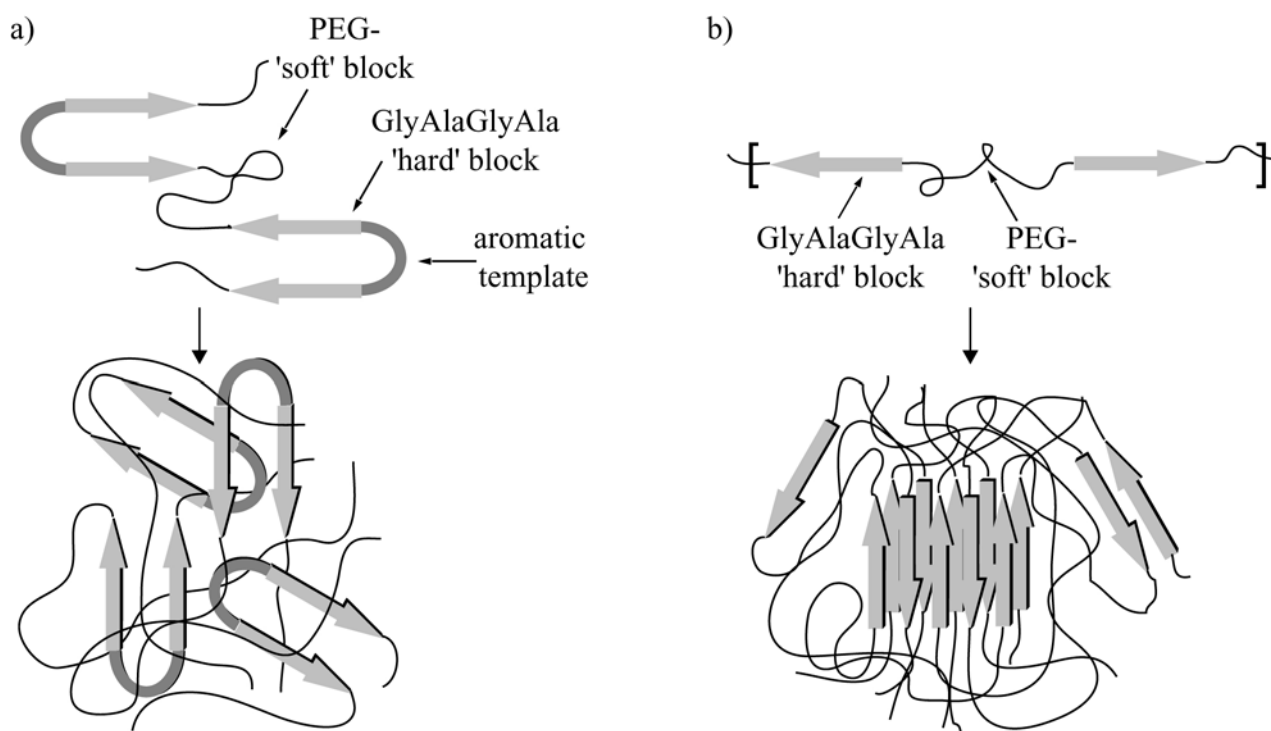 a)
PEG-
'soft' block
GlyAlaGlyAla
'hard' block
aromatic
template
b)
[ ]
GlyAlaGlyAla
'hard' block
PEG-
'soft' block